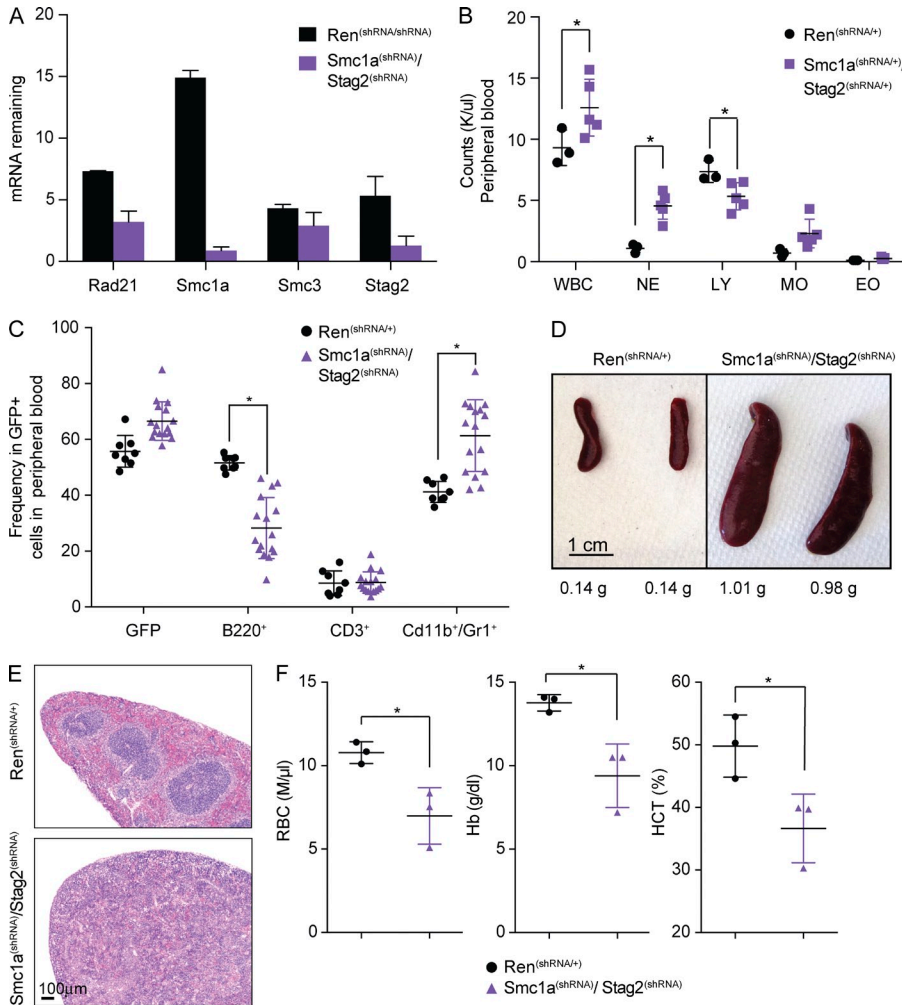 A
mRNA remaining
20
15
10
5
0
Rad21 Smc1a Smc3 Stag2
Ren(shRNA/shRNA)
Smc1a(shRNA)/
Stag2(shRNA)
B
Counts (K/ul)
Peripheral blood
20
15
10
5
0
WBC NE LY MO EO
* * *
Ren(shRNA/+)
Smc1a(shRNA/+)/
Stag2(shRNA/+)
C
Frequency in GFP+
cells in peripheral blood
100
80
60
40
20
0
GFP B220+ CD3+ Cd11b+/Gr1+
* *
Ren(shRNA/+)
Smc1a(shRNA)/
Stag2(shRNA)
D
Ren(shRNA/+) Smc1a(shRNA)/Stag2(shRNA)
1 cm
0.14 g 0.14 g 1.01 g 0.98 g
E
Ren(shRNA/+)
Smc1a(shRNA)/Stag2(shRNA)
100µm
F
RBC (M/µl)
15
10
5
0
*
Hb (g/dl)
15
10
5
0
*
HCT (%)
60
50
40
30
20
*
Ren(shRNA/+)
Smc1a(shRNA)/ Stag2(shRNA)